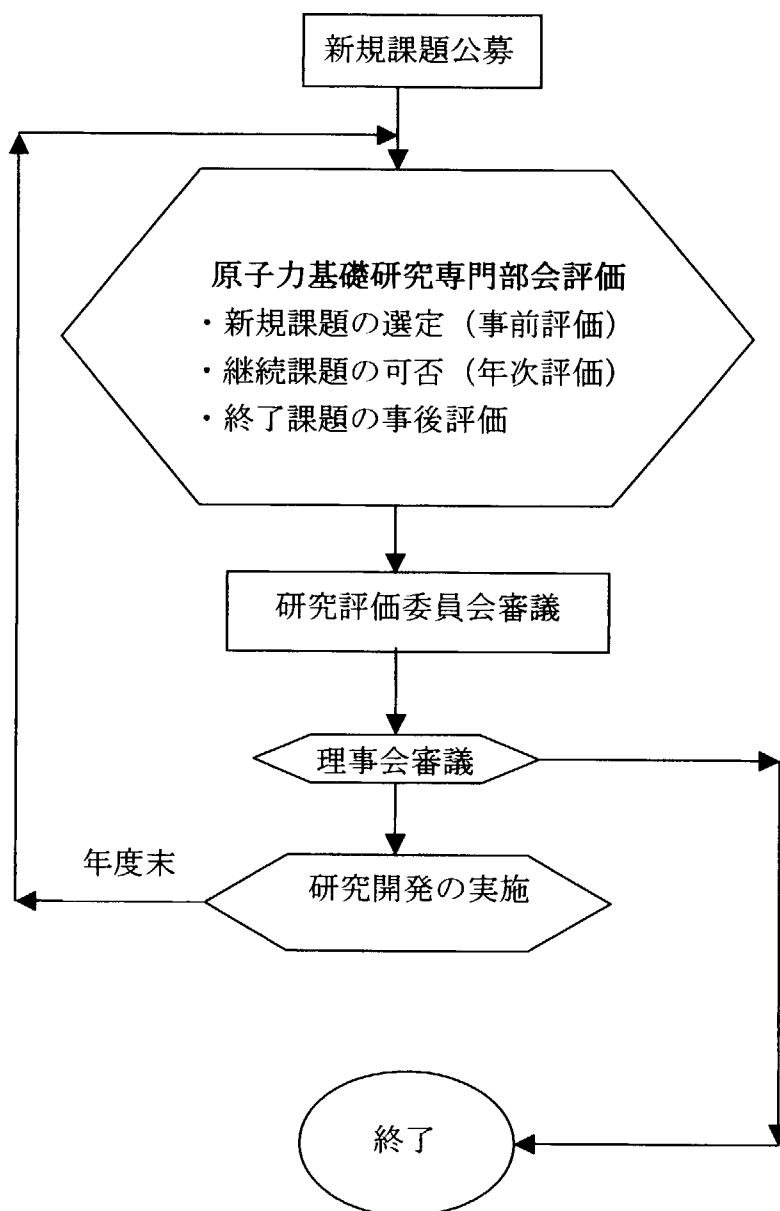 新規課題公募
原子力基礎研究専門部会評価
・新規課題の選定（事前評価）
・継続課題の可否（年次評価）
・終了課題の事後評価
研究評価委員会審議
理事会審議
年度末
研究開発の実施
終了